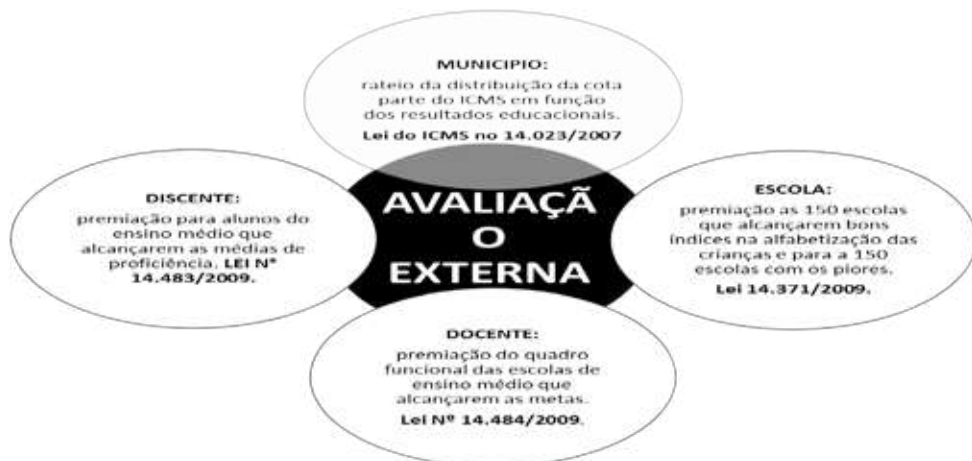 MUNICIPIO:
rateio da distribuição da cota
parte do ICMS em função
dos resultados educacionais.
Lei do ICMS no 14.023/2007
DISCENTE:
premiação para alunos do
ensino médio que
alcançarem as médias de
proficiência. LEI Nº
14.483/2009.
AVALIAÇÃ
O
EXTERNA
ESCOLA:
premiação as 150 escolas
que alcançarem bons
índices na alfabetização das
crianças e para a 150
escolas com os piores.
Lei 14.371/2009.
DOCENTE:
premiação do quadro
funcional das escolas de
ensino médio que
alcançarem as metas.
Lei Nº 14.484/2009.